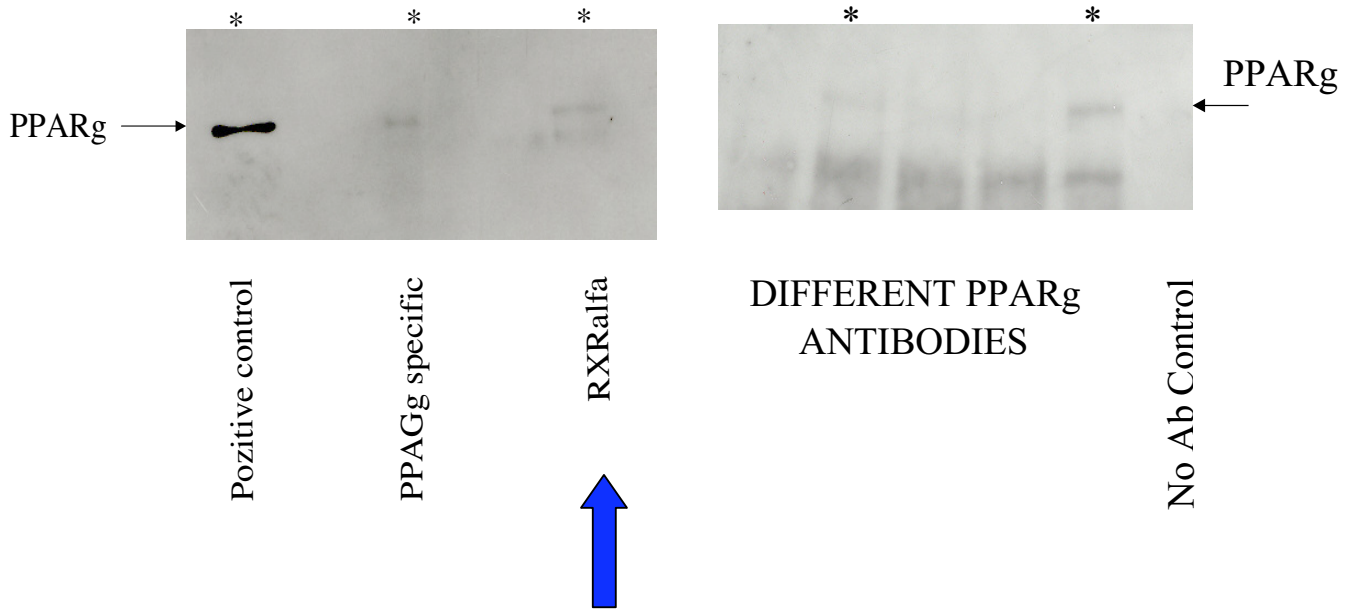 * * *
* *
PPARg
PPARg
Pozitive control
PPAGg specific
RXRalfa
DIFFERENT PPARg
ANTIBODIES
No Ab Control